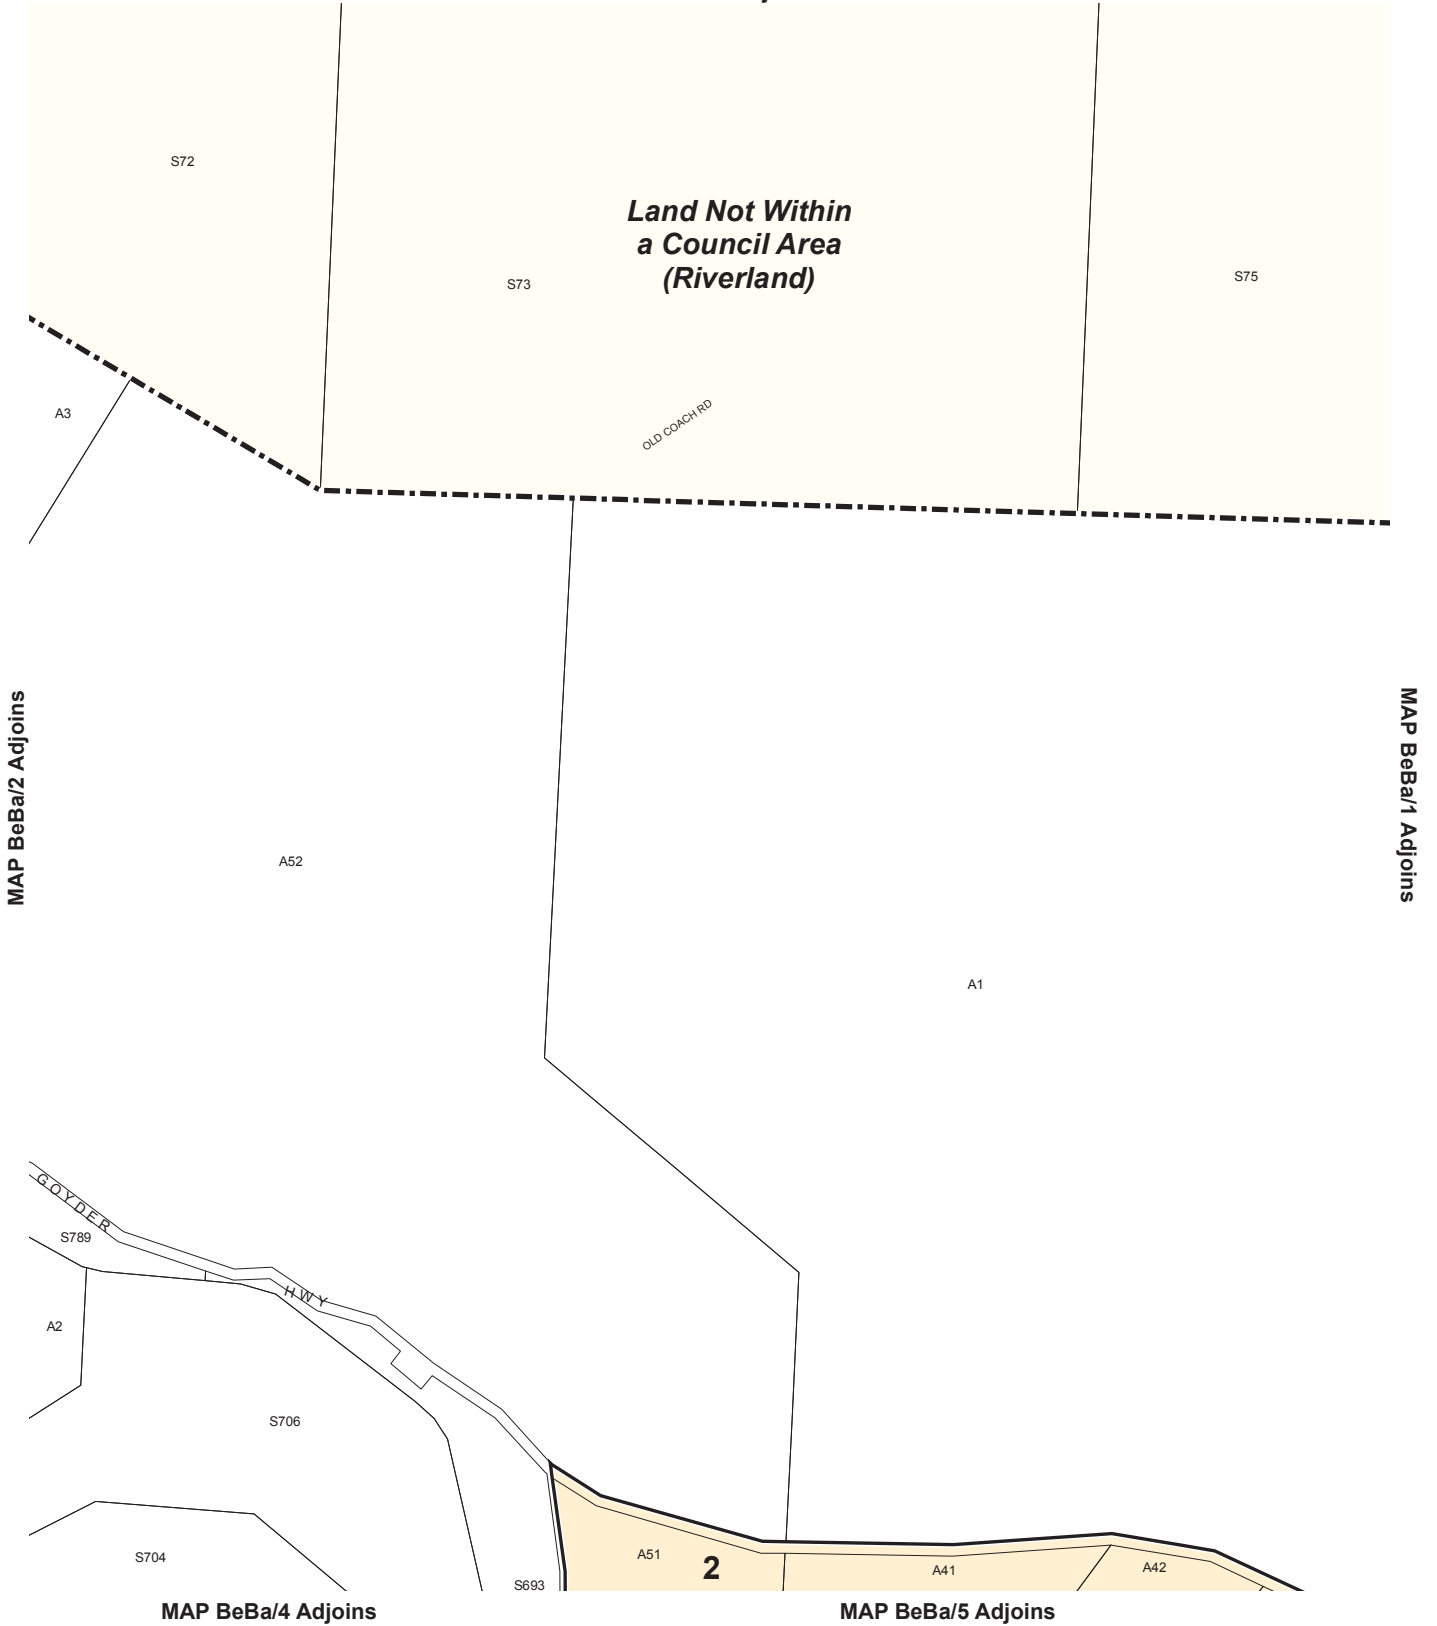 S72
Land Not Within
a Council Area
(Riverland)
S73
S75
OLD COACH RD
A3
MAP BeBa/2 Adjoins
MAP BeBa/1 Adjoins
A52
A1
GOYDER
HWY
S789
A2
S706
S704
S693
A51
2
A41
A42
MAP BeBa/4 Adjoins
MAP BeBa/5 Adjoins